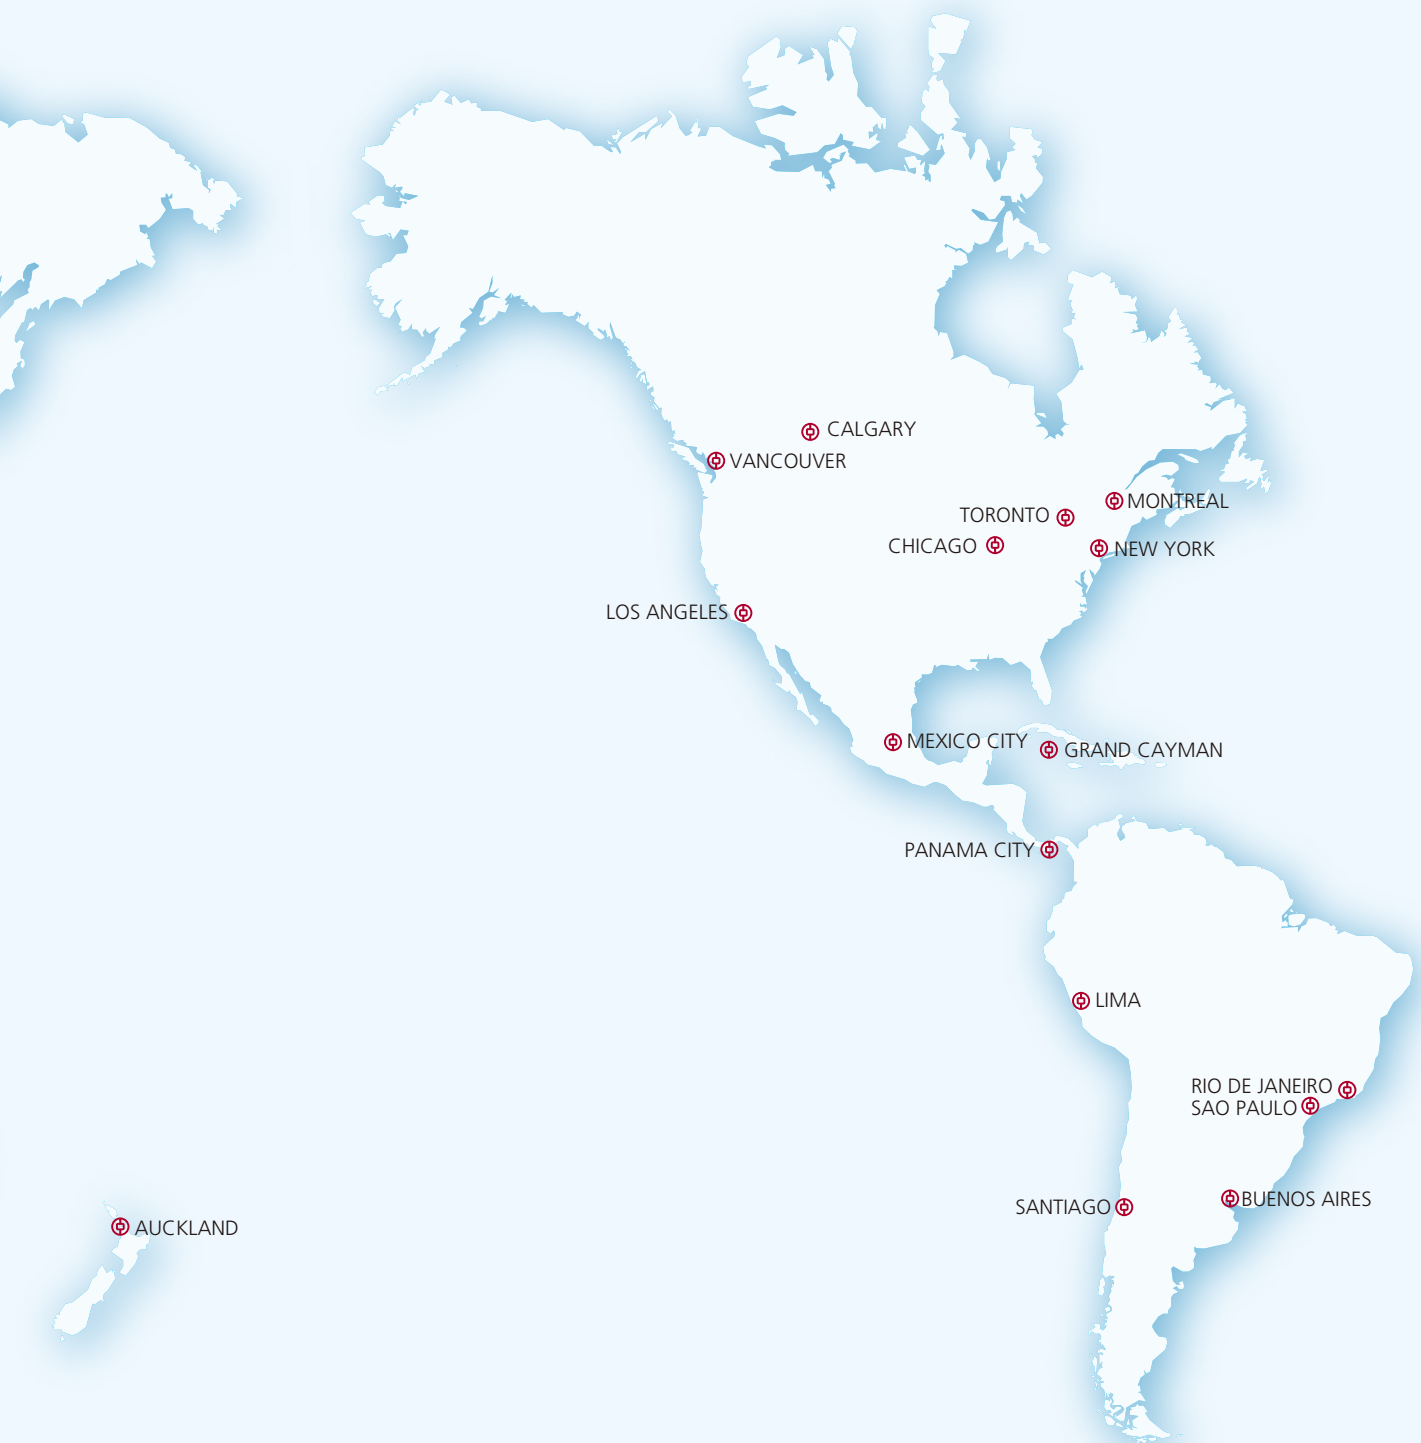 CALGARY
VANCOUVER
MONTREAL
TORONTO
CHICAGO
NEW YORK
LOS ANGELES
MEXICO CITY
GRAND CAYMAN
PANAMA CITY
LIMA
RIO DE JANEIRO
SAO PAULO
SANTIAGO
BUENOS AIRES
AUCKLAND